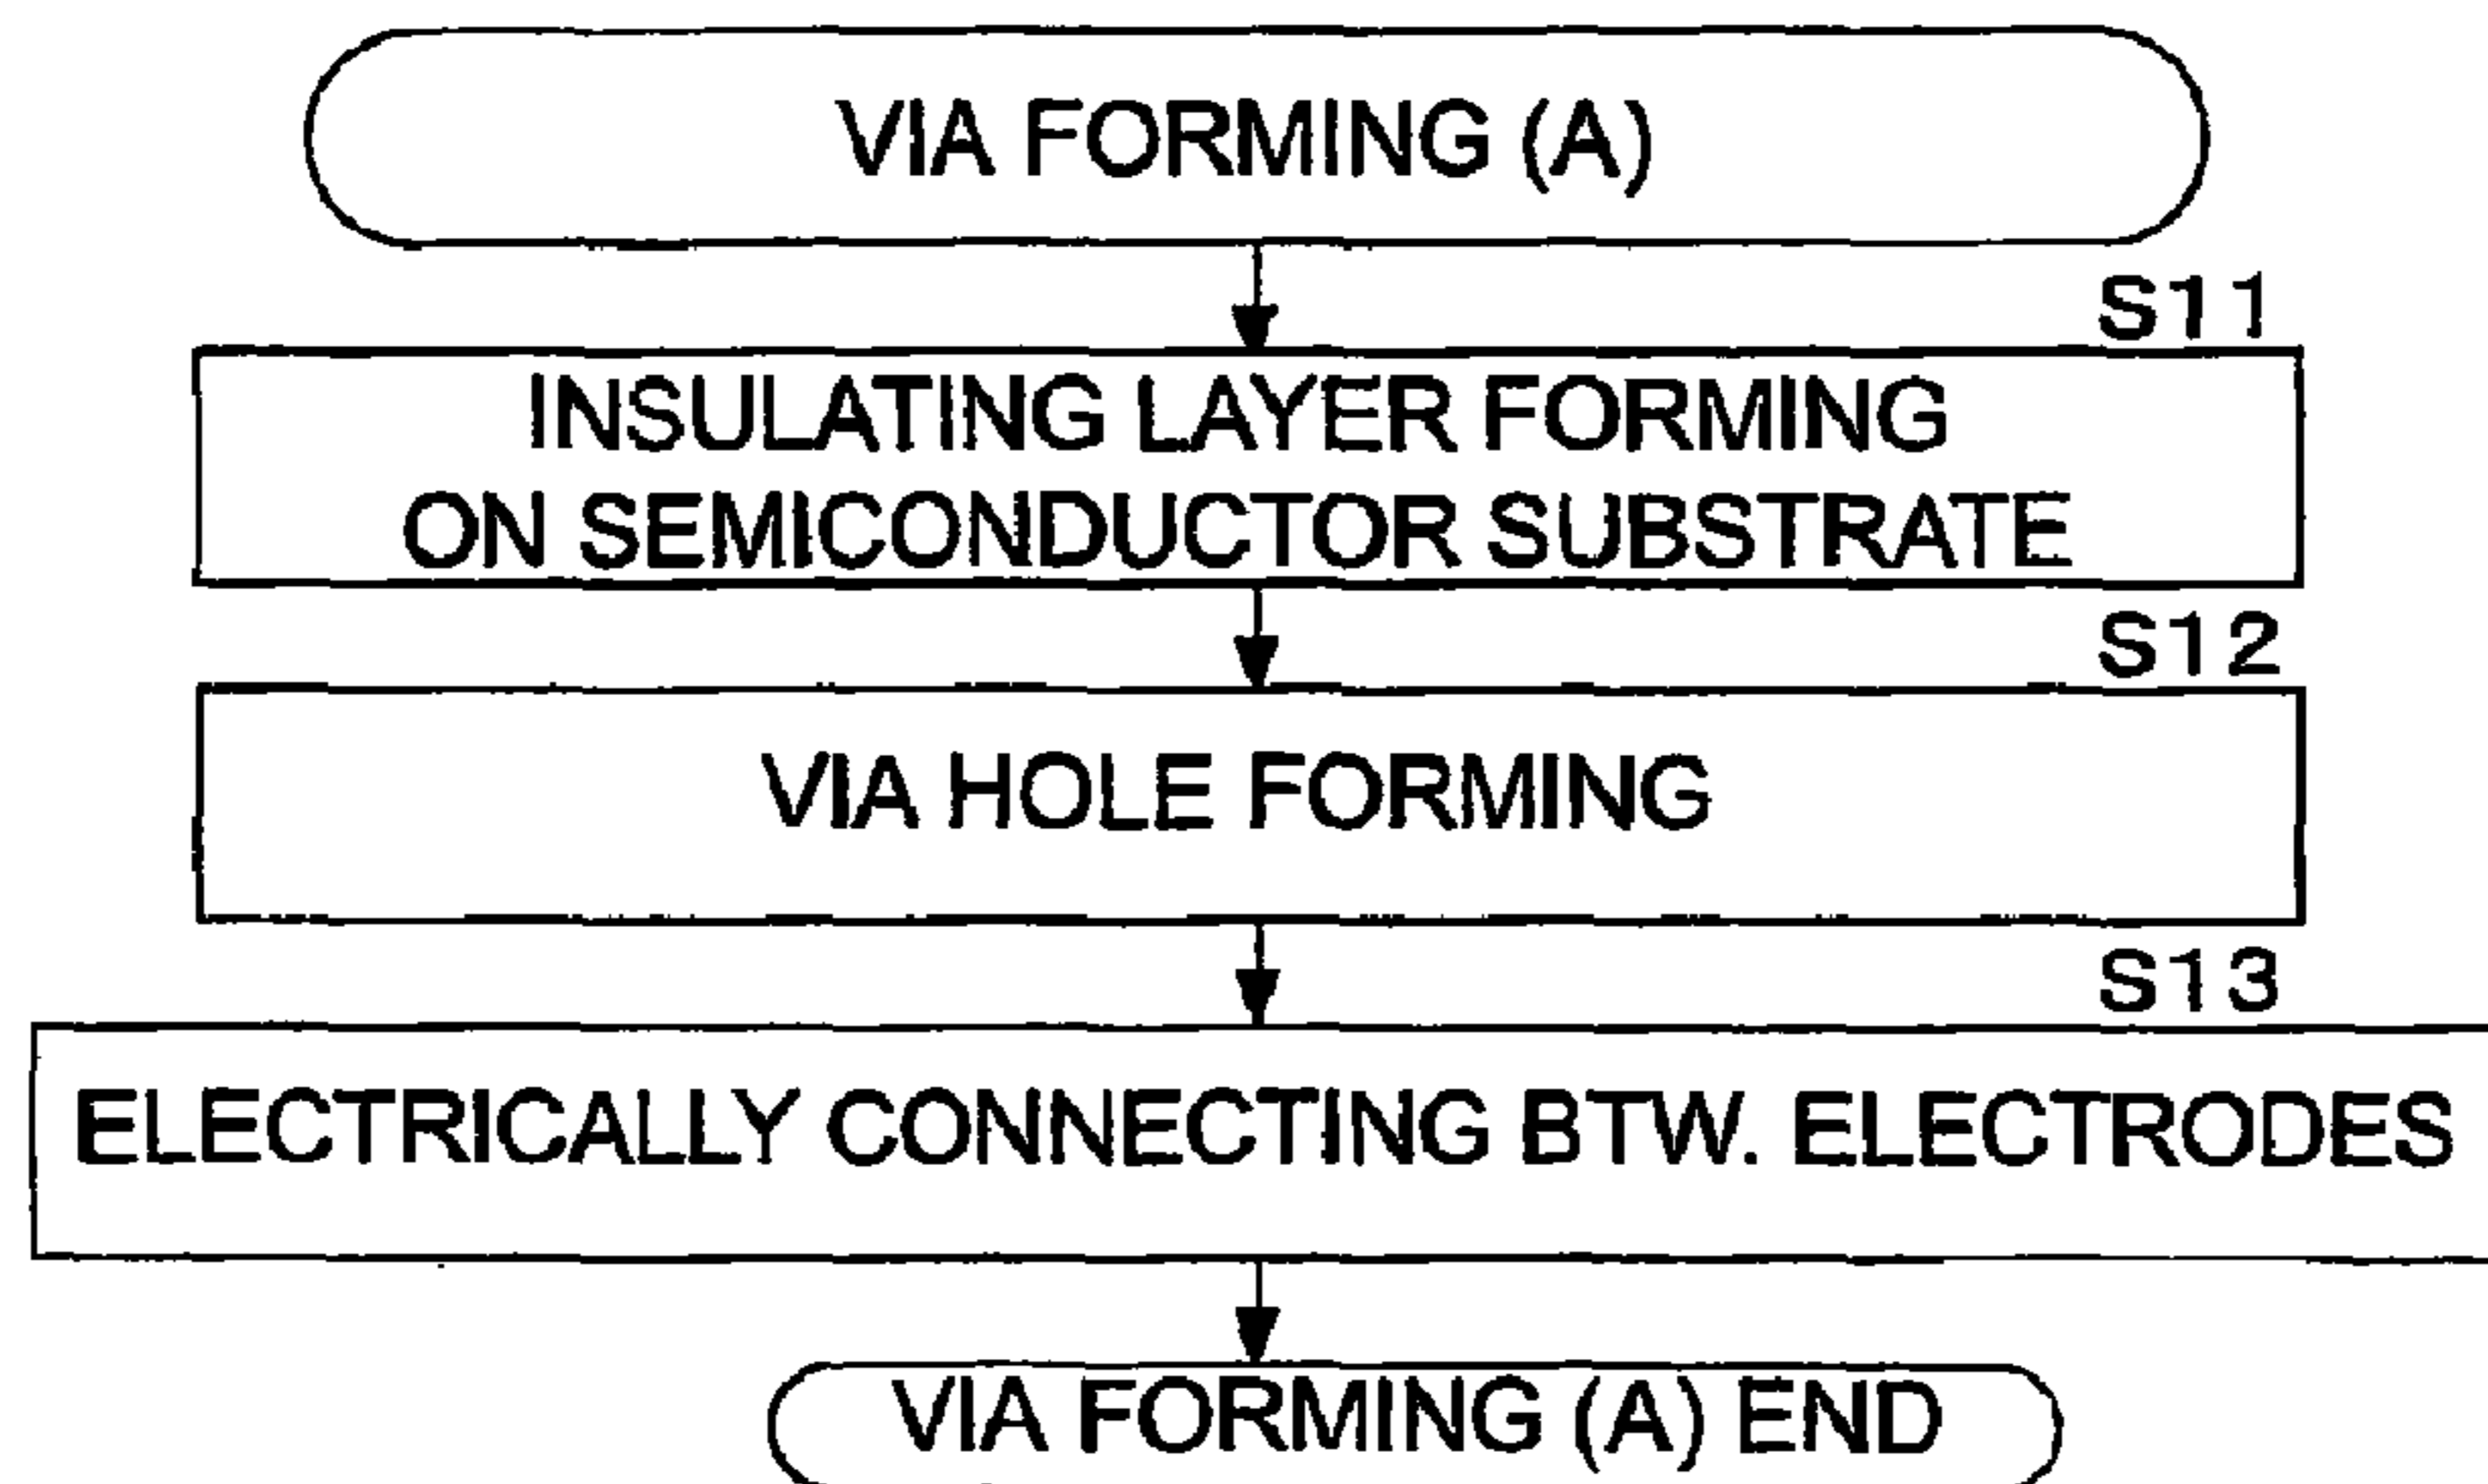 VIA FORMING (A)
S11
INSULATING LAYER FORMING
ON SEMICONDUCTOR SUBSTRATE
S12
VIA HOLE FORMING
S13
ELECTRICALLY CONNECTING BTW. ELECTRODES
VIA FORMING (A) END